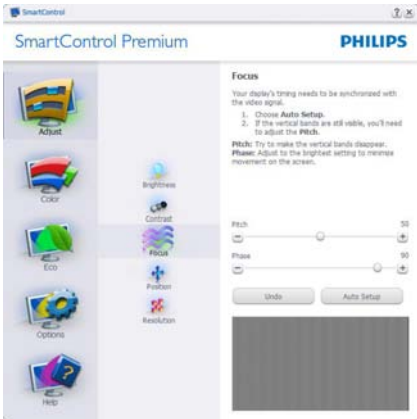 SmartControl
SmartControl Premium
PHILIPS
Adjust
Color
Eco
Options
Help
Brightness
Contrast
Focus
Position
Resolution
Focus
Your display's timing needs to be synchronized with
the video signal.
1. Choose Auto Setup.
2. If the vertical bands are still visible, you'll need
to adjust the Pitch.
Pitch: Try to make the vertical bands disappear.
Phase: Adjust to the brightest setting to minimize
movement on the screen.
Pitch 50
Phase 90
Undo Auto Setup